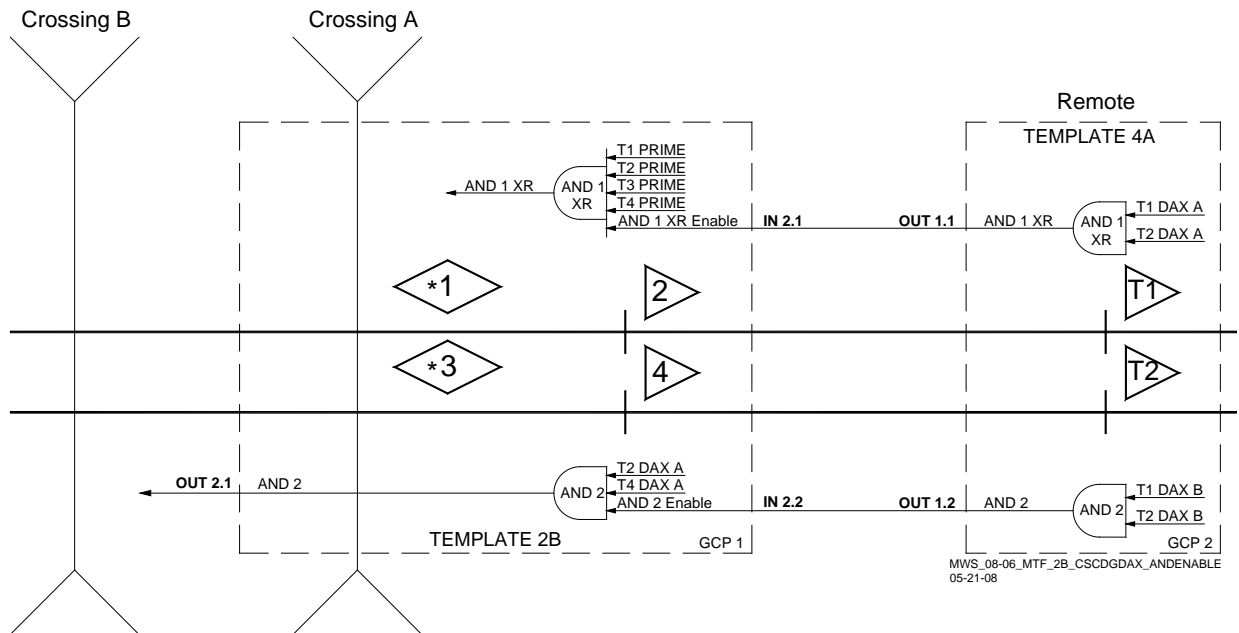 Crossing B
Crossing A
Remote
TEMPLATE 4A
T1 PRIME
T2 PRIME
T3 PRIME
T4 PRIME
AND 1 XR
AND 1
XR
AND 1 XR Enable
IN 2.1
OUT 1.1
AND 1 XR
AND 1
XR
T1 DAX A
T2 DAX A
*1
2
T1
*3
4
T2
OUT 2.1
AND 2
AND 2
T2 DAX A
T4 DAX A
AND 2 Enable
IN 2.2
OUT 1.2
AND 2
AND 2
T1 DAX B
T2 DAX B
TEMPLATE 2B
GCP 1
GCP 2
MWS_08-06_MTF_2B_CSCDGDAX_ANDENABLE
05-21-08